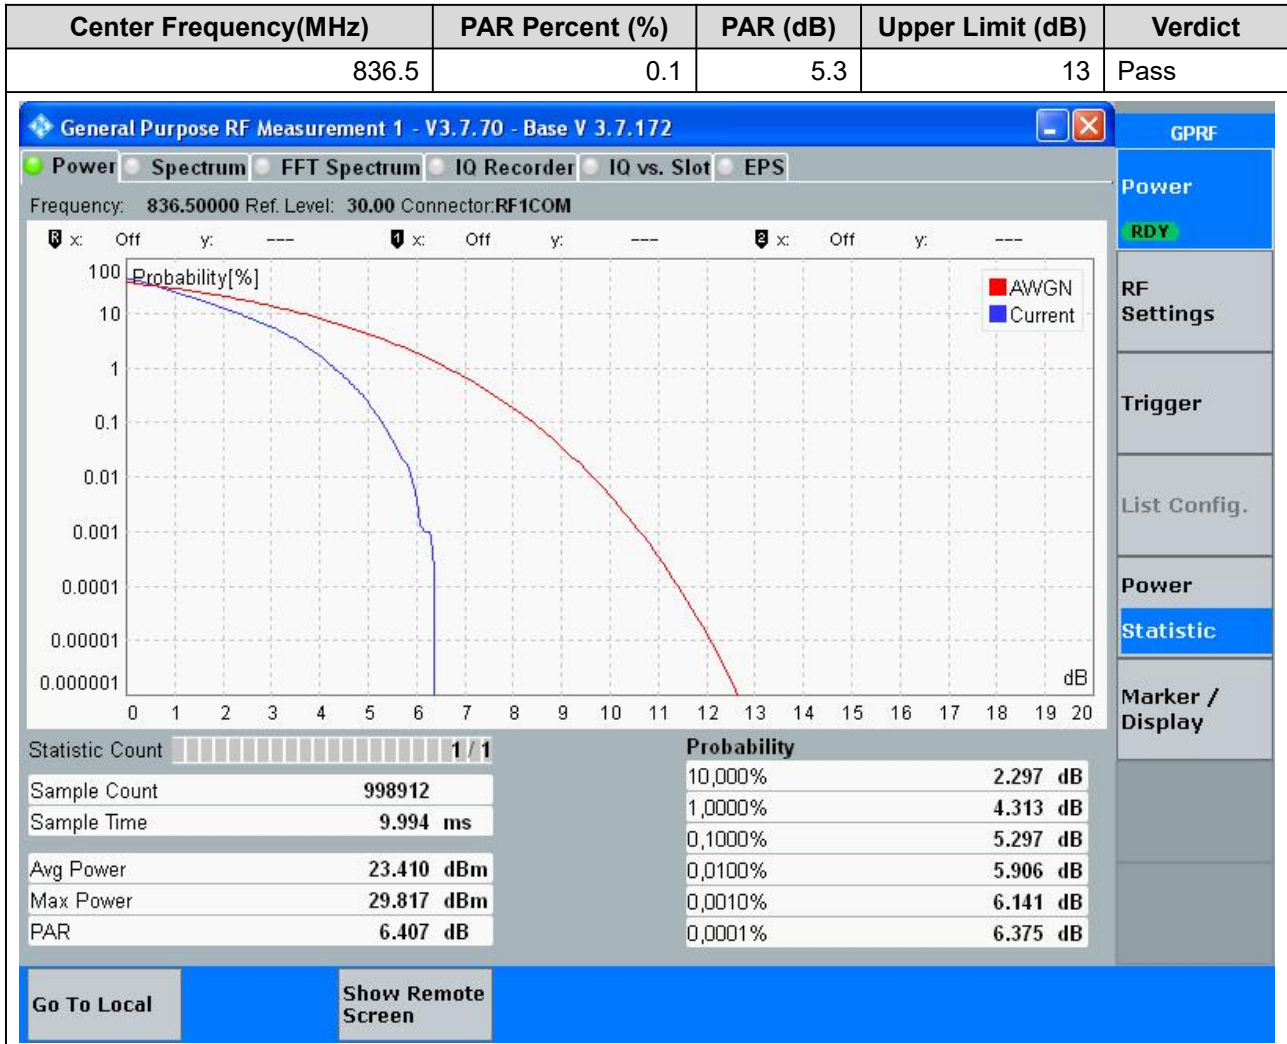 Center Frequency(MHz) PAR Percent (%) PAR (dB) Upper Limit (dB) Verdict
836.5 0.1 5.3 13 Pass
General Purpose RF Measurement 1 - V3.7.70 - Base V 3.7.172
GPRF
Power Spectrum FFT Spectrum IQ Recorder IQ vs. Slot EPS
Power
RDY
Frequency: 836.50000 Ref. Level: 30.00 Connector:RF1COM
R x: Off y: --- 1 x: Off y: --- 2 x: Off y: ---
Probability[%]
AWGN
Current
100
10
1
0.1
0.01
0.001
0.0001
0.00001
0.000001
dB
0 1 2 3 4 5 6 7 8 9 10 11 12 13 14 15 16 17 18 19 20
RF
Settings
Trigger
List Config.
Power
Statistic
Marker /
Display
Statistic Count 1 / 1
Sample Count 998912
Sample Time 9.994 ms
Avg Power 23.410 dBm
Max Power 29.817 dBm
PAR 6.407 dB
Probability
10,000% 2.297 dB
1,0000% 4.313 dB
0,1000% 5.297 dB
0,0100% 5.906 dB
0,0010% 6.141 dB
0,0001% 6.375 dB
Go To Local
Show Remote
Screen